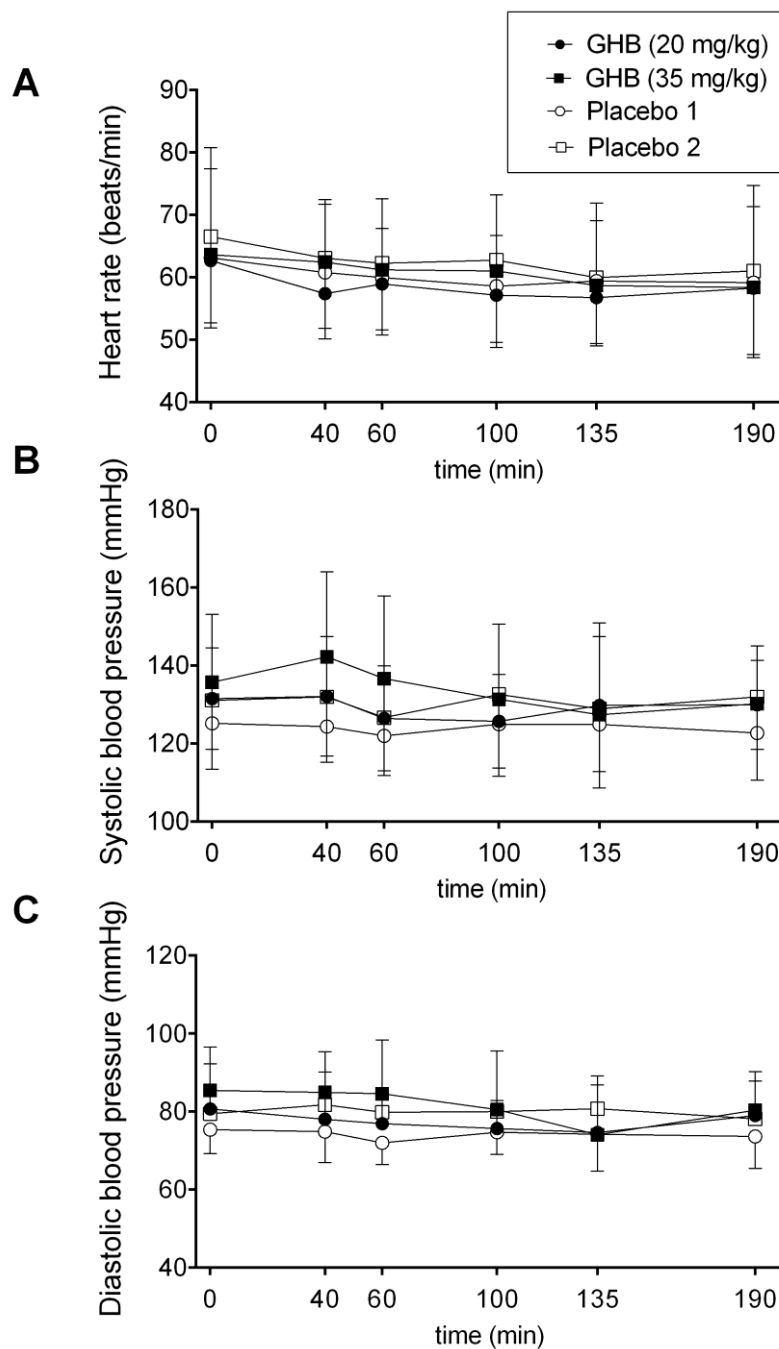 GHB (20 mg/kg)
GHB (35 mg/kg)
Placebo 1
Placebo 2
A
Heart rate (beats/min)
90
80
70
60
50
40
0 40 60 100 135 190
time (min)
B
Systolic blood pressure (mmHg)
180
160
140
120
100
0 40 60 100 135 190
time (min)
C
Diastolic blood pressure (mmHg)
120
100
80
60
40
0 40 60 100 135 190
time (min)